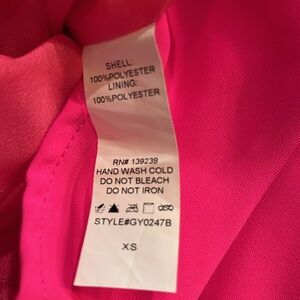 SHELL:
100%POLYESTER
LINING:
100%POLYESTER
RN# 139239
HAND WASH COLD
DO NOT BLEACH
DO NOT IRON
STYLE#GY0247B
XS